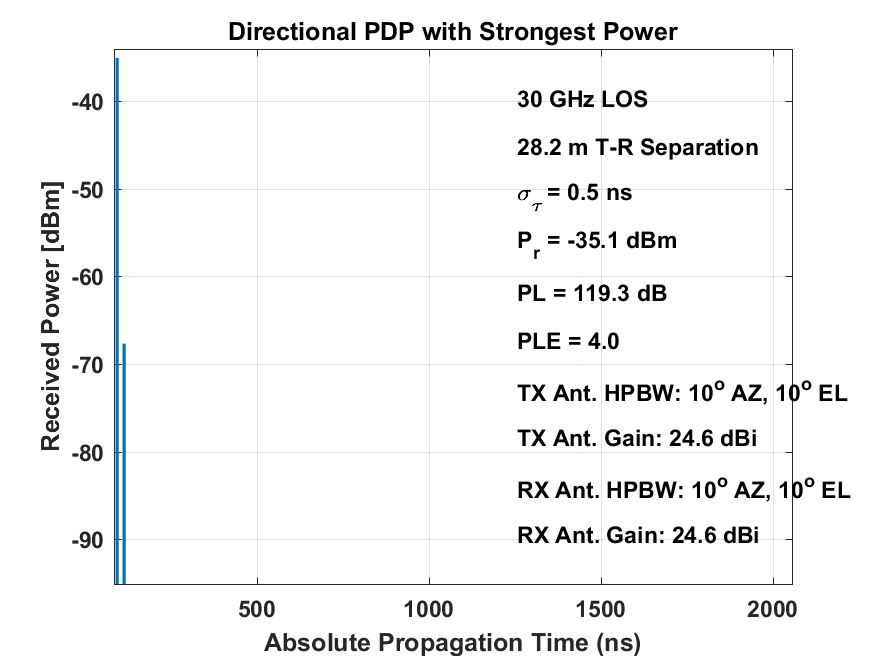 Directional PDP with Strongest Power
Received Power [dBm]
-40
-50
-60
-70
-80
-90
30 GHz LOS
28.2 m T-R Separation
στ = 0.5 ns
Pr = -35.1 dBm
PL = 119.3 dB
PLE = 4.0
TX Ant. HPBW: 10° AZ, 10° EL
TX Ant. Gain: 24.6 dBi
RX Ant. HPBW: 10° AZ, 10° EL
RX Ant. Gain: 24.6 dBi
500 1000 1500 2000
Absolute Propagation Time (ns)